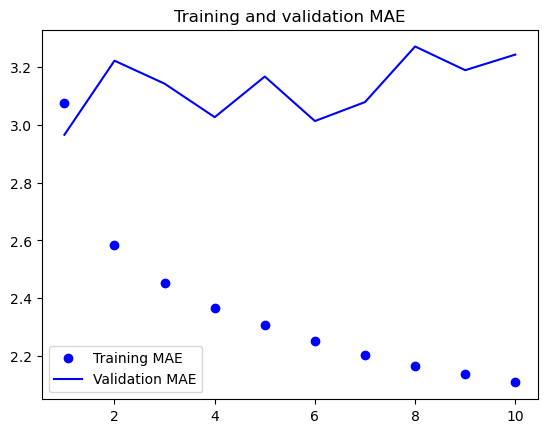 Training and validation MAE
3.2
3.0
2.8
2.6
2.4
2.2
Training MAE
Validation MAE
2 4 6 8 10